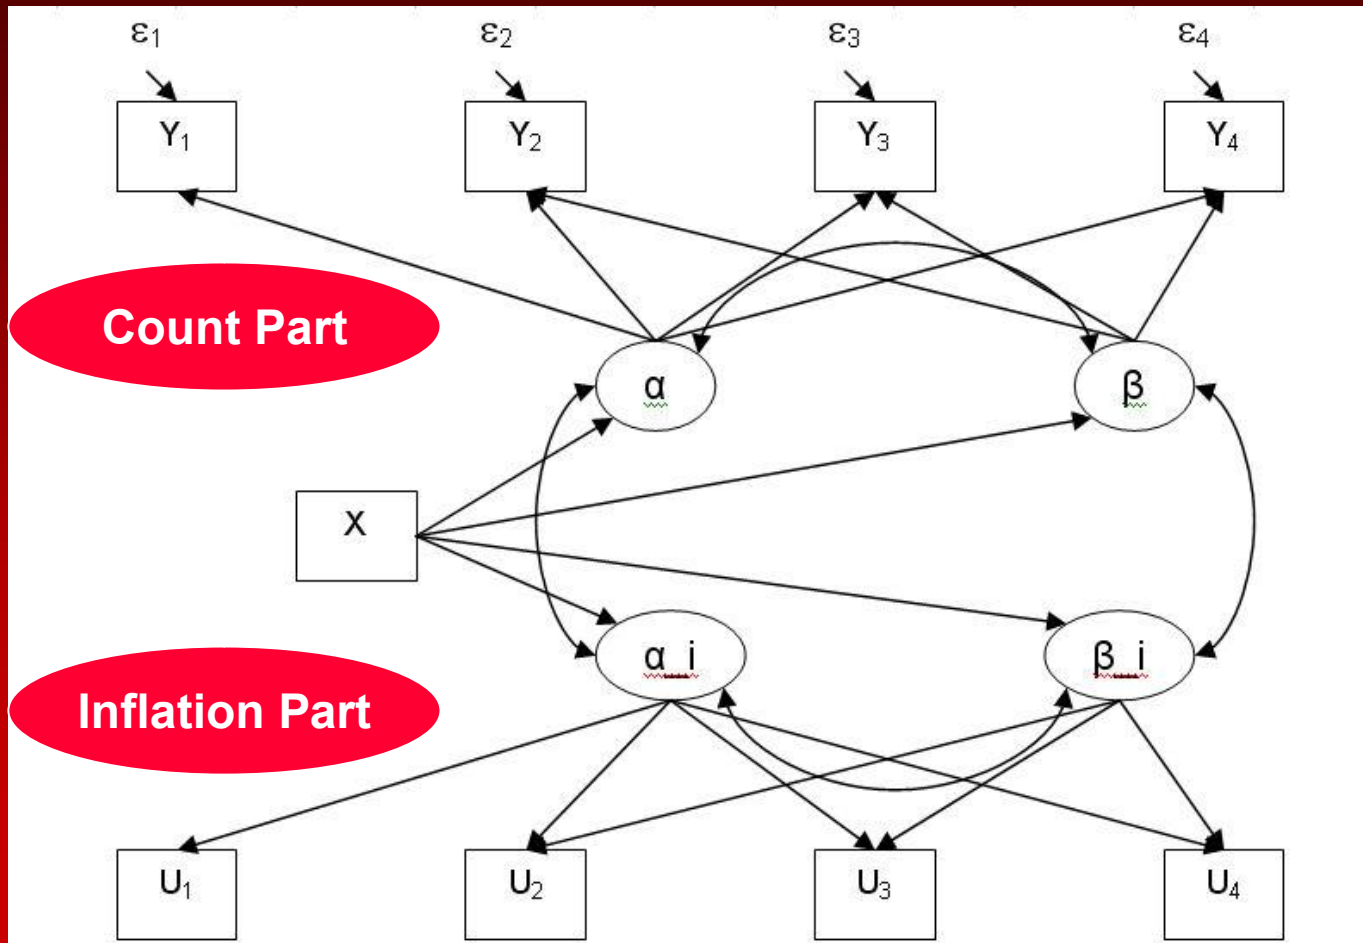 ε1 ε2 ε3 ε4
Y1 Y2 Y3 Y4
Count Part
α β
X
α_i β_i
Inflation Part
U1 U2 U3 U4